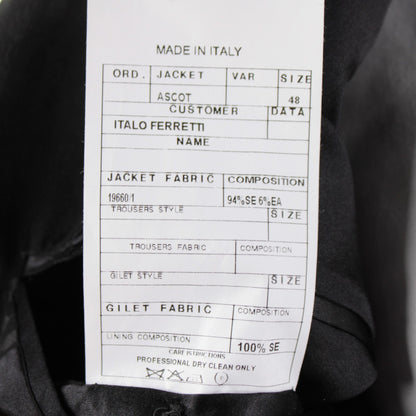 MADE IN ITALY
ORD. JACKET VAR SIZE
ASCOT 48
CUSTOMER DATA
ITALO FERRETTI
NAME
JACKET FABRIC COMPOSITION
19660/1 94%SE 6%EA
TROUSERS STYLE SIZE
TROUSERS FABRIC COMPOSITION
GILET STYLE SIZE
GILET FABRIC COMPOSITION
LINING COMPOSITION 100% SE
CARE ISTRUCTIONS
PROFESSIONAL DRY CLEAN ONLY